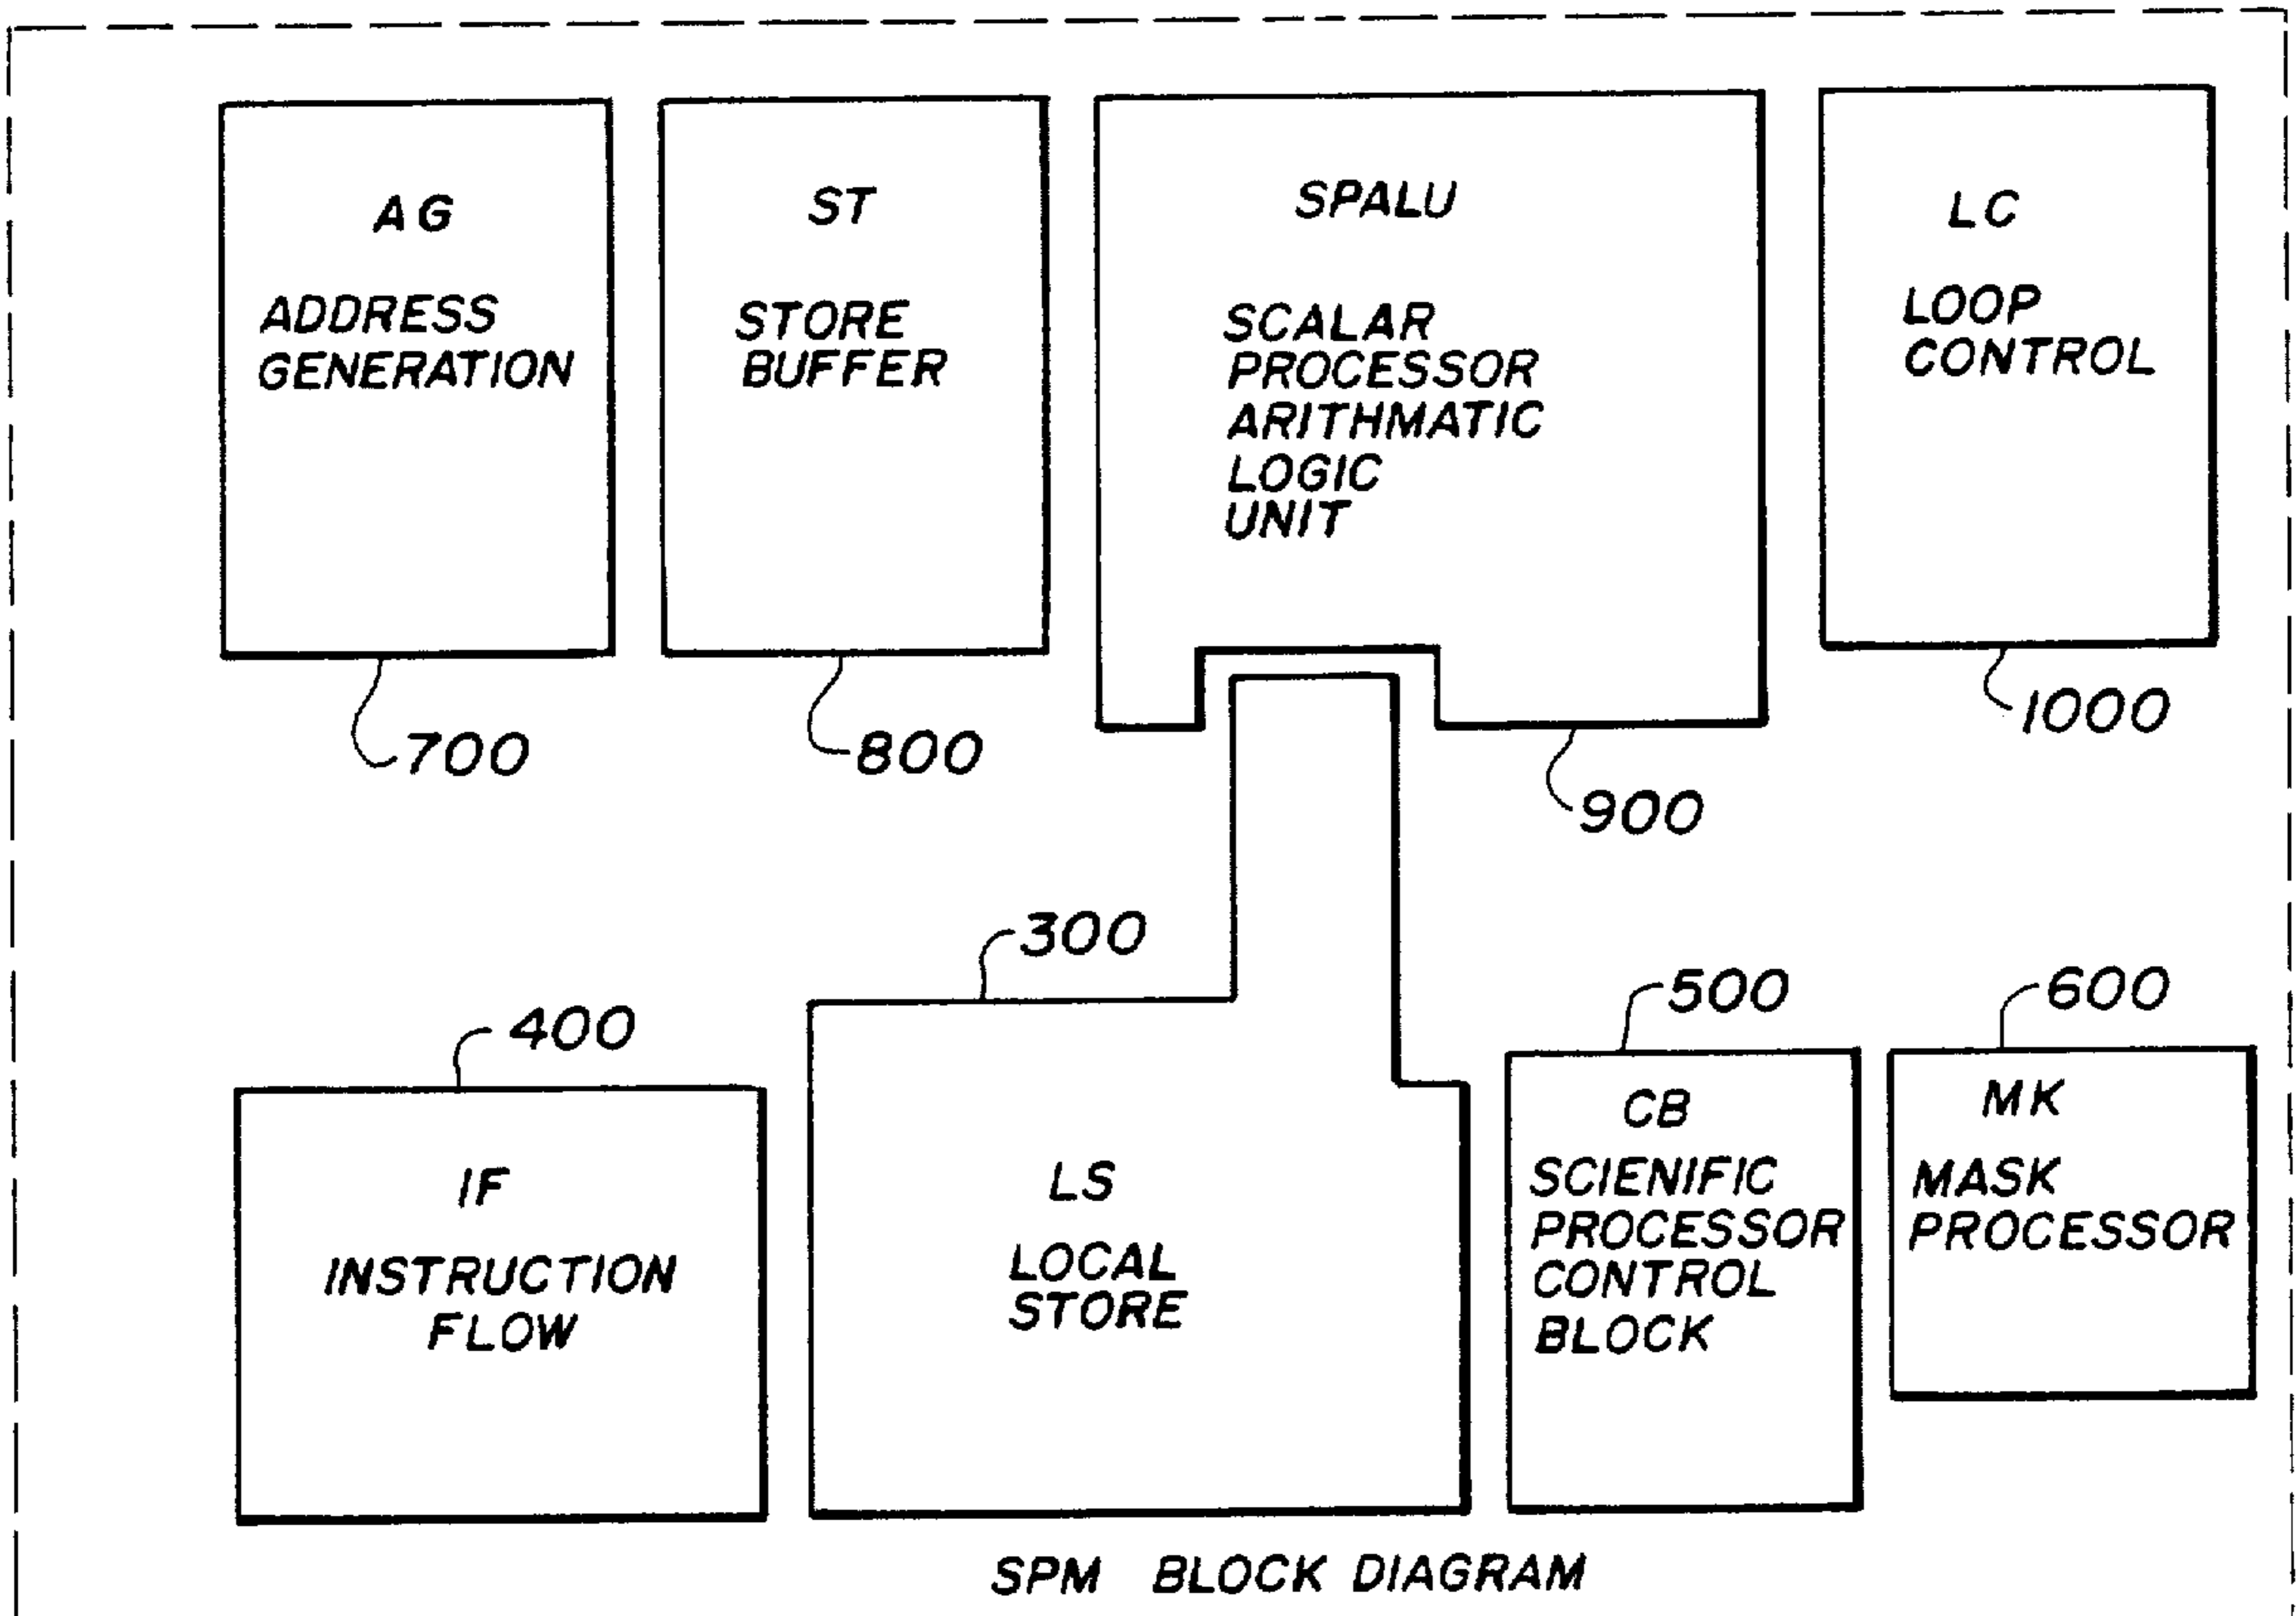 AG
ADDRESS
GENERATION
700
ST
STORE
BUFFER
800
SPALU
SCALAR
PROCESSOR
ARITHMATIC
LOGIC
UNIT
900
LC
LOOP
CONTROL
1000
400
IF
INSTRUCTION
FLOW
300
LS
LOCAL
STORE
500
CB
SCIENIFIC
PROCESSOR
CONTROL
BLOCK
600
MK
MASK
PROCESSOR
SPM BLOCK DIAGRAM